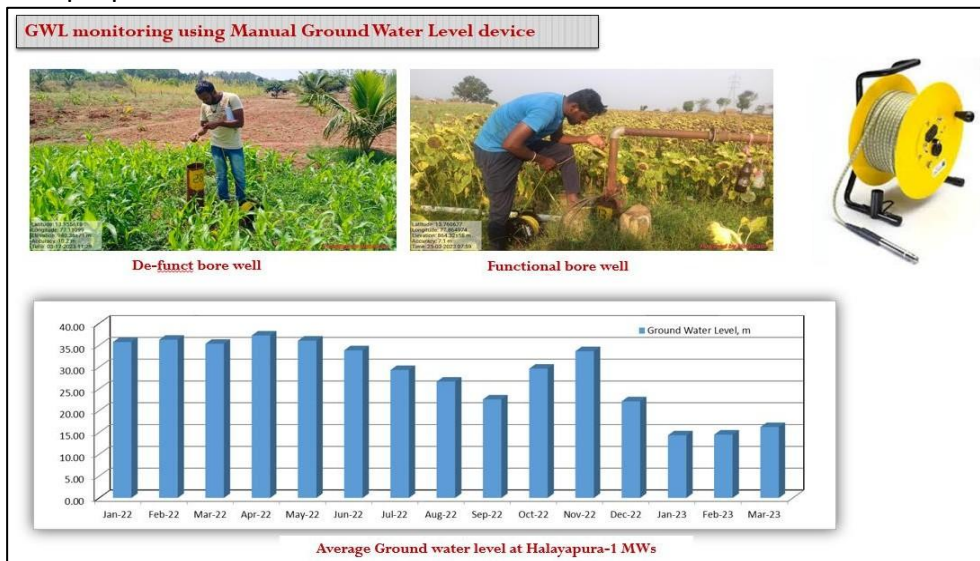 GWL monitoring using Manual Ground Water Level device
De-funct bore well
Functional bore well
Ground Water Level, m
40.00
35.00
30.00
25.00
20.00
15.00
10.00
5.00
0.00
Jan-22 Feb-22 Mar-22 Apr-22 May-22 Jun-22 Jul-22 Aug-22 Sep-22 Oct-22 Nov-22 Dec-22 Jan-23 Feb-23 Mar-23
Average Ground water level at Halayapura-1 MWs